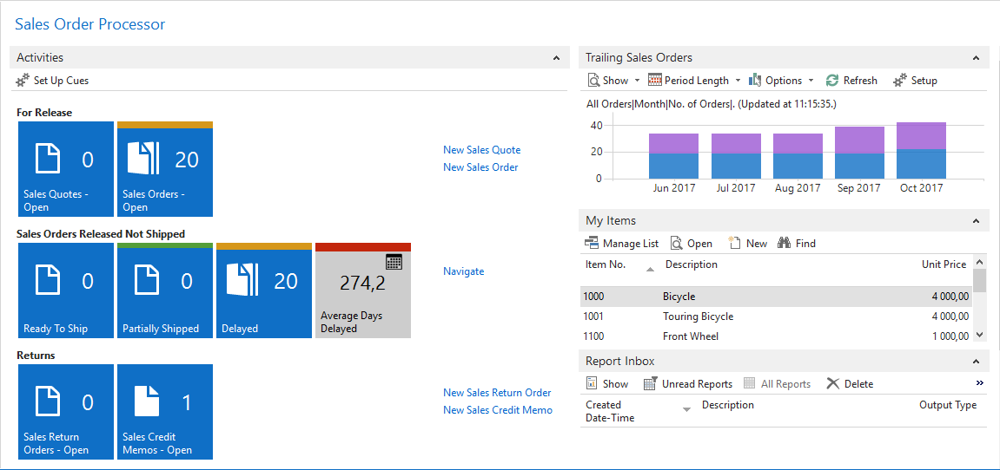 Sales Order Processor
Activities
Set Up Cues
For Release
0
Sales Quotes -
Open
20
Sales Orders -
Open
New Sales Quote
New Sales Order
Sales Orders Released Not Shipped
0
Ready To Ship
0
Partially Shipped
20
Delayed
274,2
Average Days
Delayed
Navigate
Returns
0
Sales Return
Orders - Open
1
Sales Credit
Memos - Open
New Sales Return Order
New Sales Credit Memo
Trailing Sales Orders
Show Period Length Options Refresh Setup
All Orders|Month|No. of Orders|. (Updated at 11:15:35.)
40
20
0
Jun 2017 Jul 2017 Aug 2017 Sep 2017 Oct 2017
My Items
Manage List Open New Find
Item No. Description Unit Price
1000 Bicycle 4 000,00
1001 Touring Bicycle 4 000,00
1100 Front Wheel 1 000,00
Report Inbox
Show Unread Reports All Reports Delete »
Created
Date-Time Description Output Type